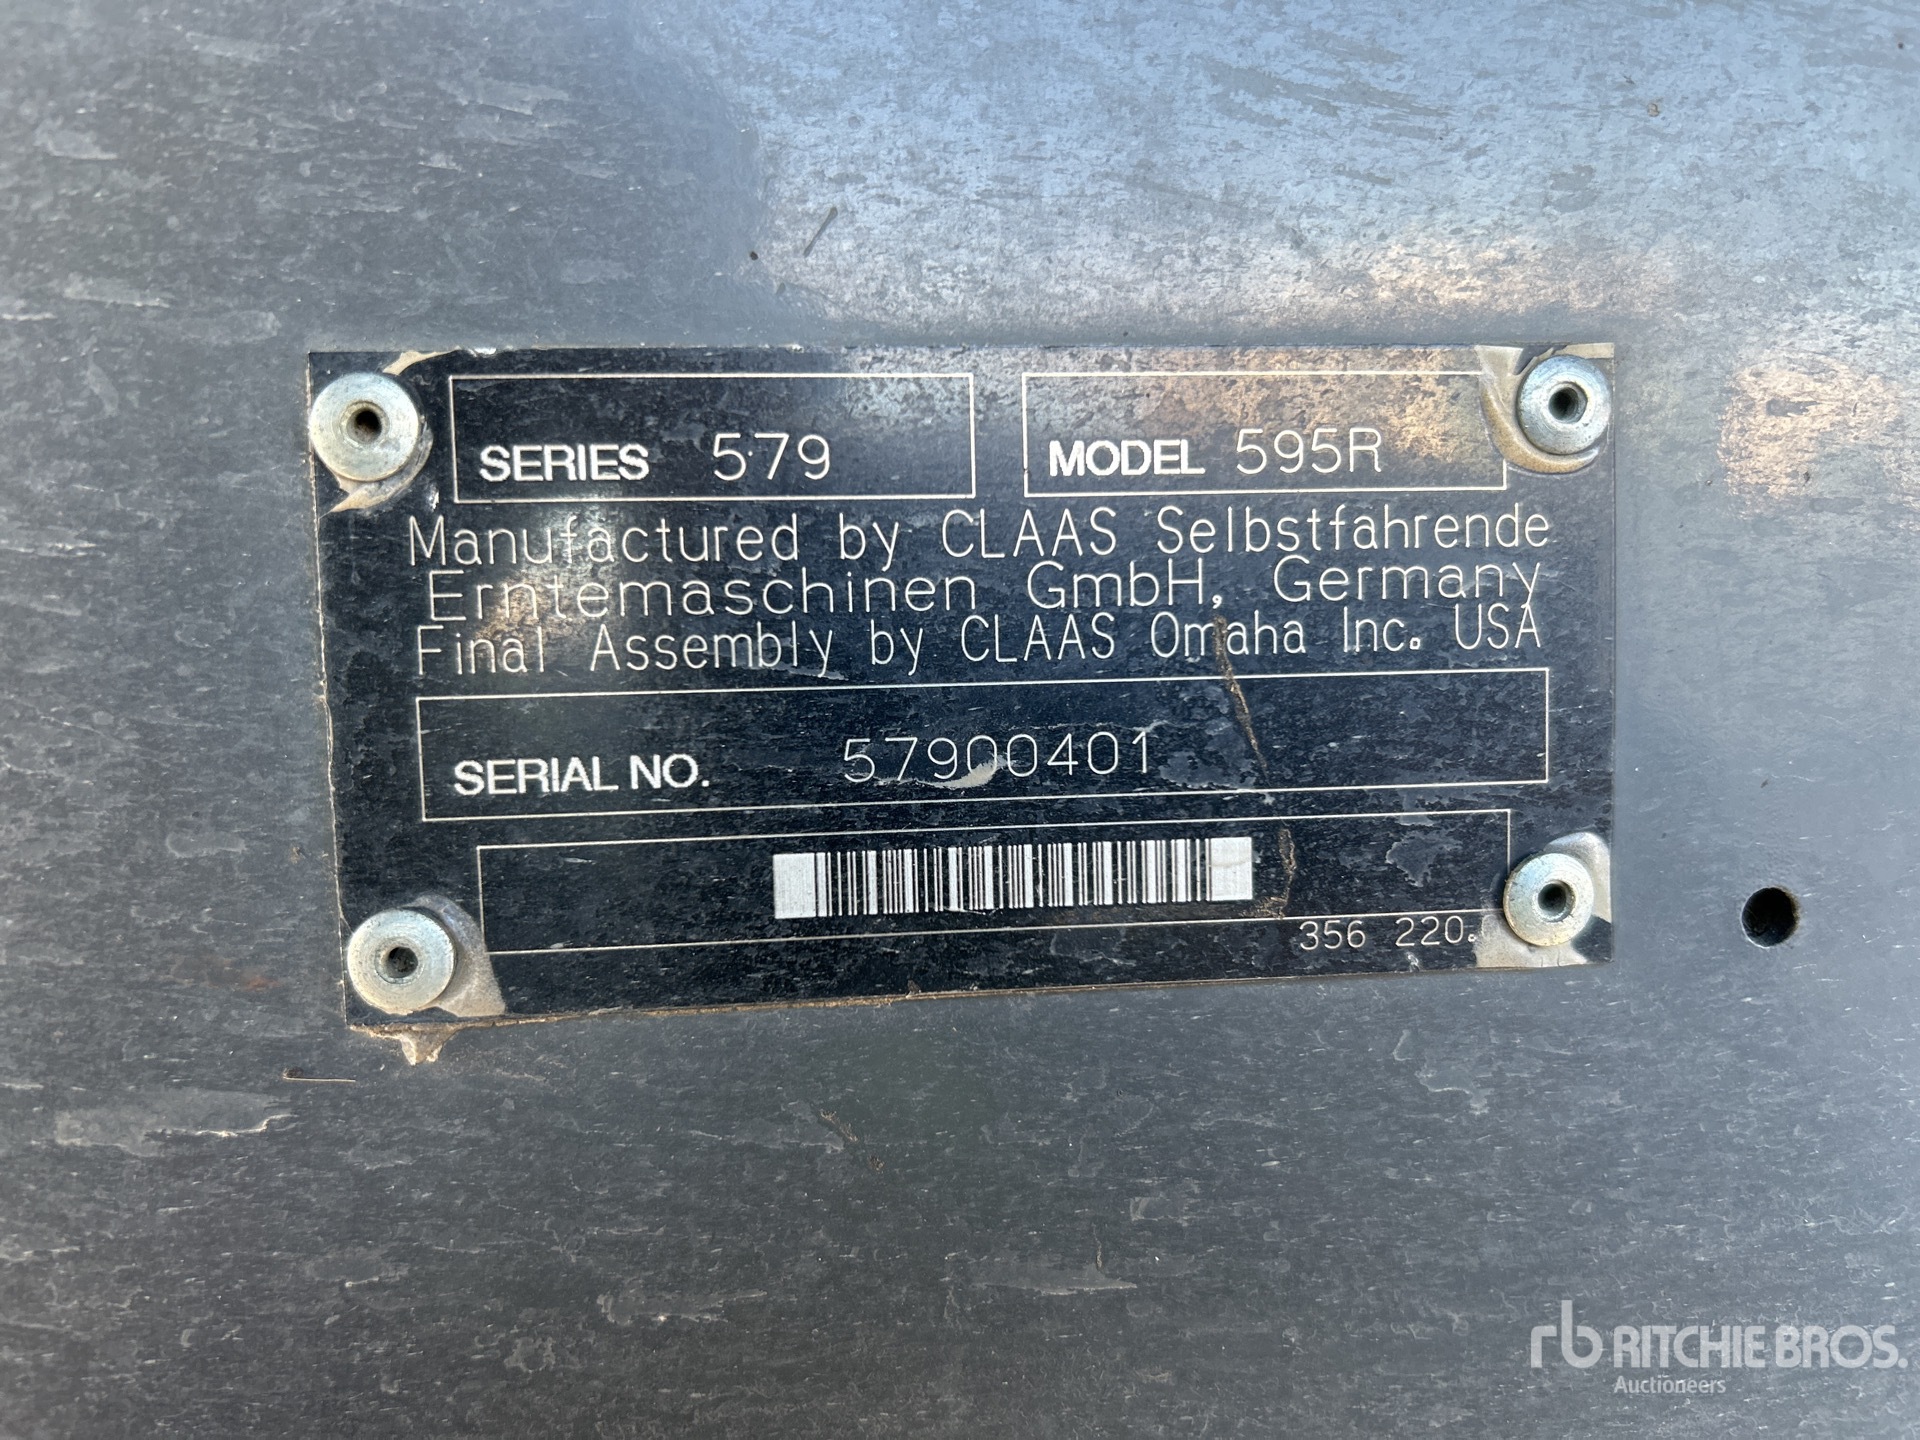 SERIES 579
MODEL 595R
Manufactured by CLAAS Selbstfahrende
Erntemaschinen GmbH, Germany
Final Assembly by CLAAS Omaha Inc. USA
SERIAL NO. 57900401
356 220.
rb RITCHIE BROS.
Auctioneers